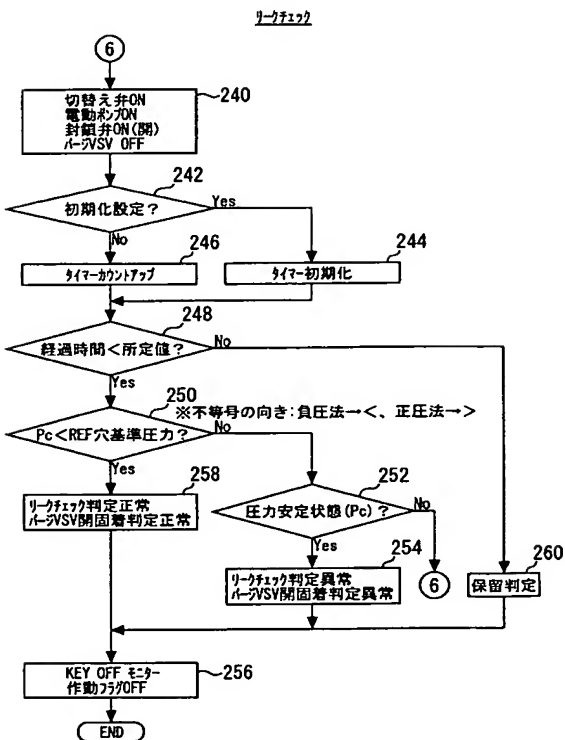 リークチェック
6
切替え弁ON
電動ポンプON
封鎖弁ON(閉)
パージVSV OFF
240
242
初期化設定?
Yes
No
246
タイマーカウントアップ
244
タイマー初期化
248
経過時間<所定値?
No
Yes
250
※不等号の向き:負圧法→<、正圧法→>
Pc<REF穴基準圧力?
No
Yes
258
リークチェック判定正常
パージVSV開固着判定正常
252
圧力安定状態(Pc)?
No
Yes
254
リークチェック判定異常
パージVSV開固着判定異常
6
260
保留判定
256
KEY OFF モニター
作動フラグOFF
END